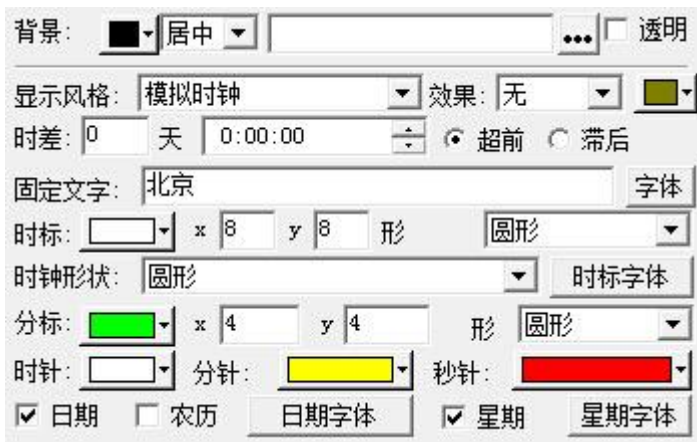 背景: 居中 ... 透明
显示风格: 模拟时钟 效果: 无
时差: 0 天 0:00:00 超前 滞后
固定文字: 北京 字体
时标: x 8 y 8 形 圆形
时钟形状: 圆形 时标字体
分标: x 4 y 4 形 圆形
时针: 分针: 秒针:
日期 农历 日期字体 星期 星期字体